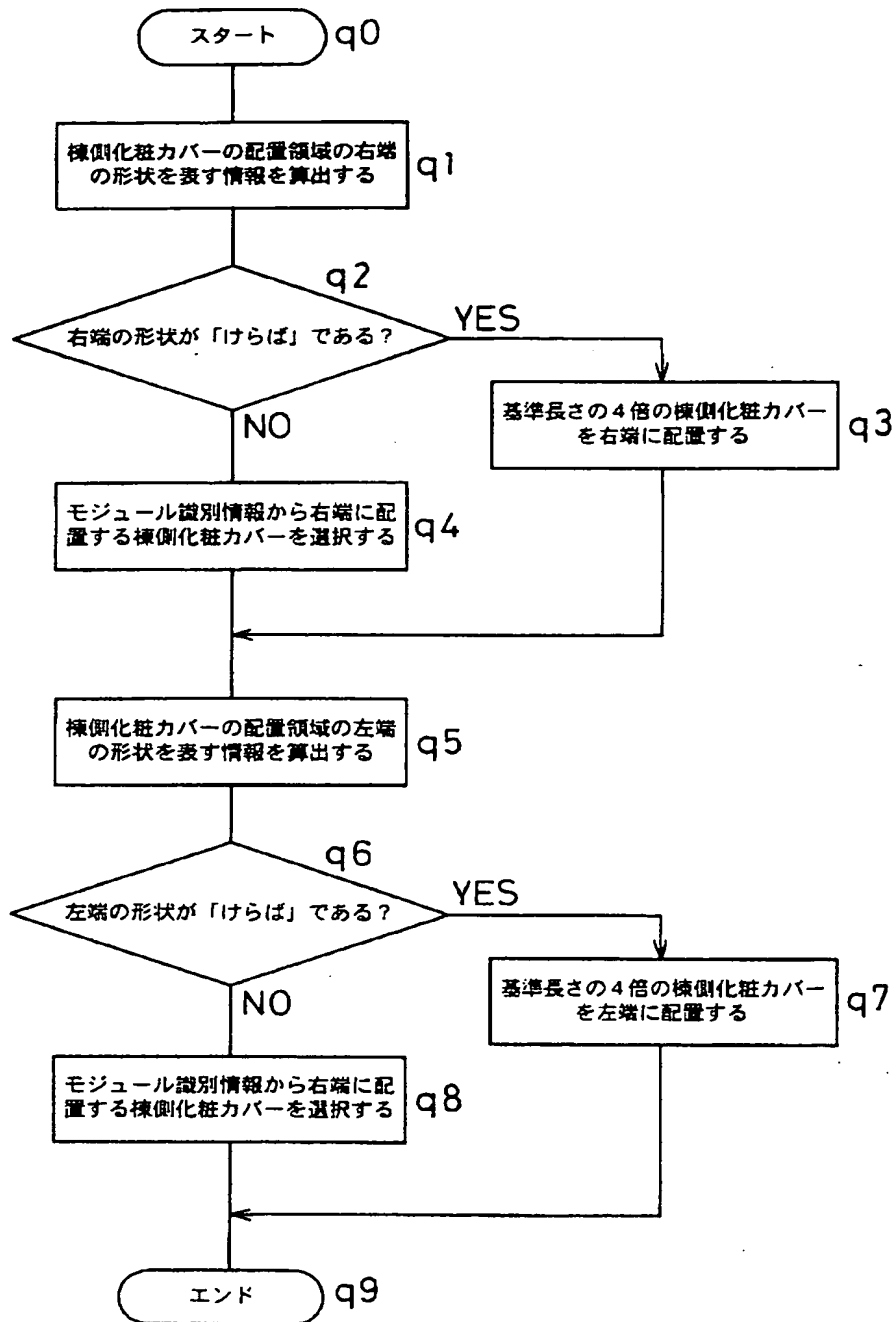 スタート
q0
棟側化粧カバーの配置領域の右端
の形状を表す情報を算出する
q1
q2
右端の形状が「けらば」である？
YES
NO
基準長さの４倍の棟側化粧カバー
を右端に配置する
q3
モジュール識別情報から右端に配
置する棟側化粧カバーを選択する
q4
棟側化粧カバーの配置領域の左端
の形状を表す情報を算出する
q5
q6
左端の形状が「けらば」である？
YES
NO
基準長さの４倍の棟側化粧カバー
を左端に配置する
q7
モジュール識別情報から右端に配
置する棟側化粧カバーを選択する
q8
エンド
q9